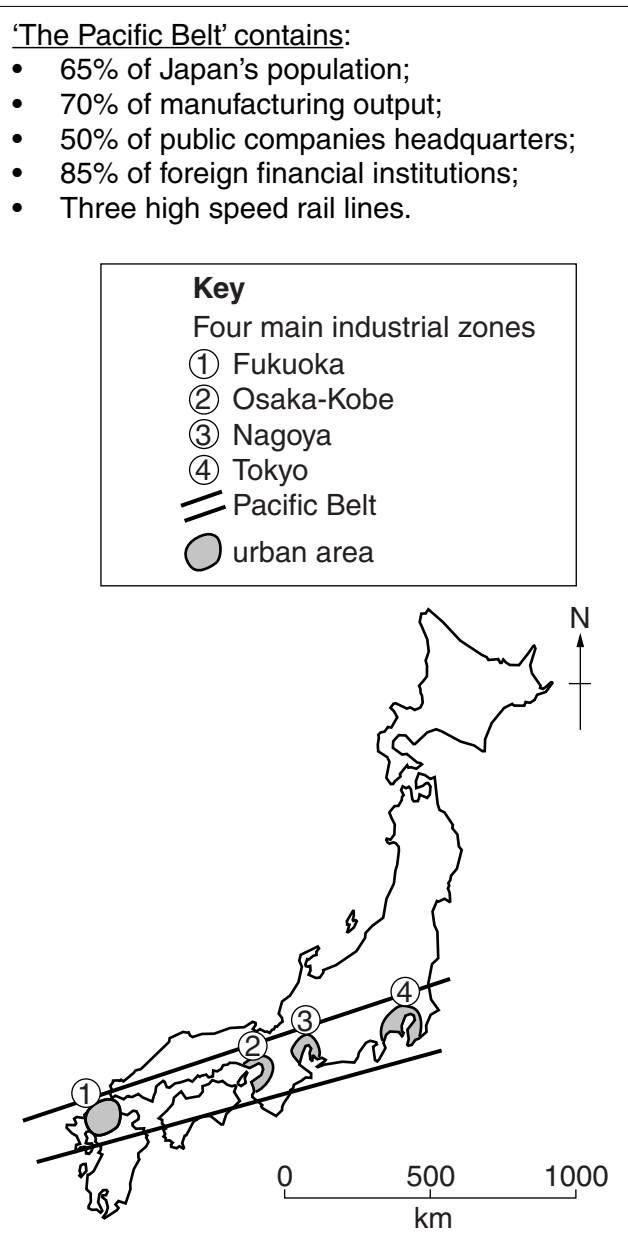 'The Pacific Belt' contains:
• 65% of Japan's population;
• 70% of manufacturing output;
• 50% of public companies headquarters;
• 85% of foreign financial institutions;
• Three high speed rail lines.
Key
Four main industrial zones
1 Fukuoka
2 Osaka-Kobe
3 Nagoya
4 Tokyo
Pacific Belt
urban area
N
4
3
2
1
0 500 1000
km